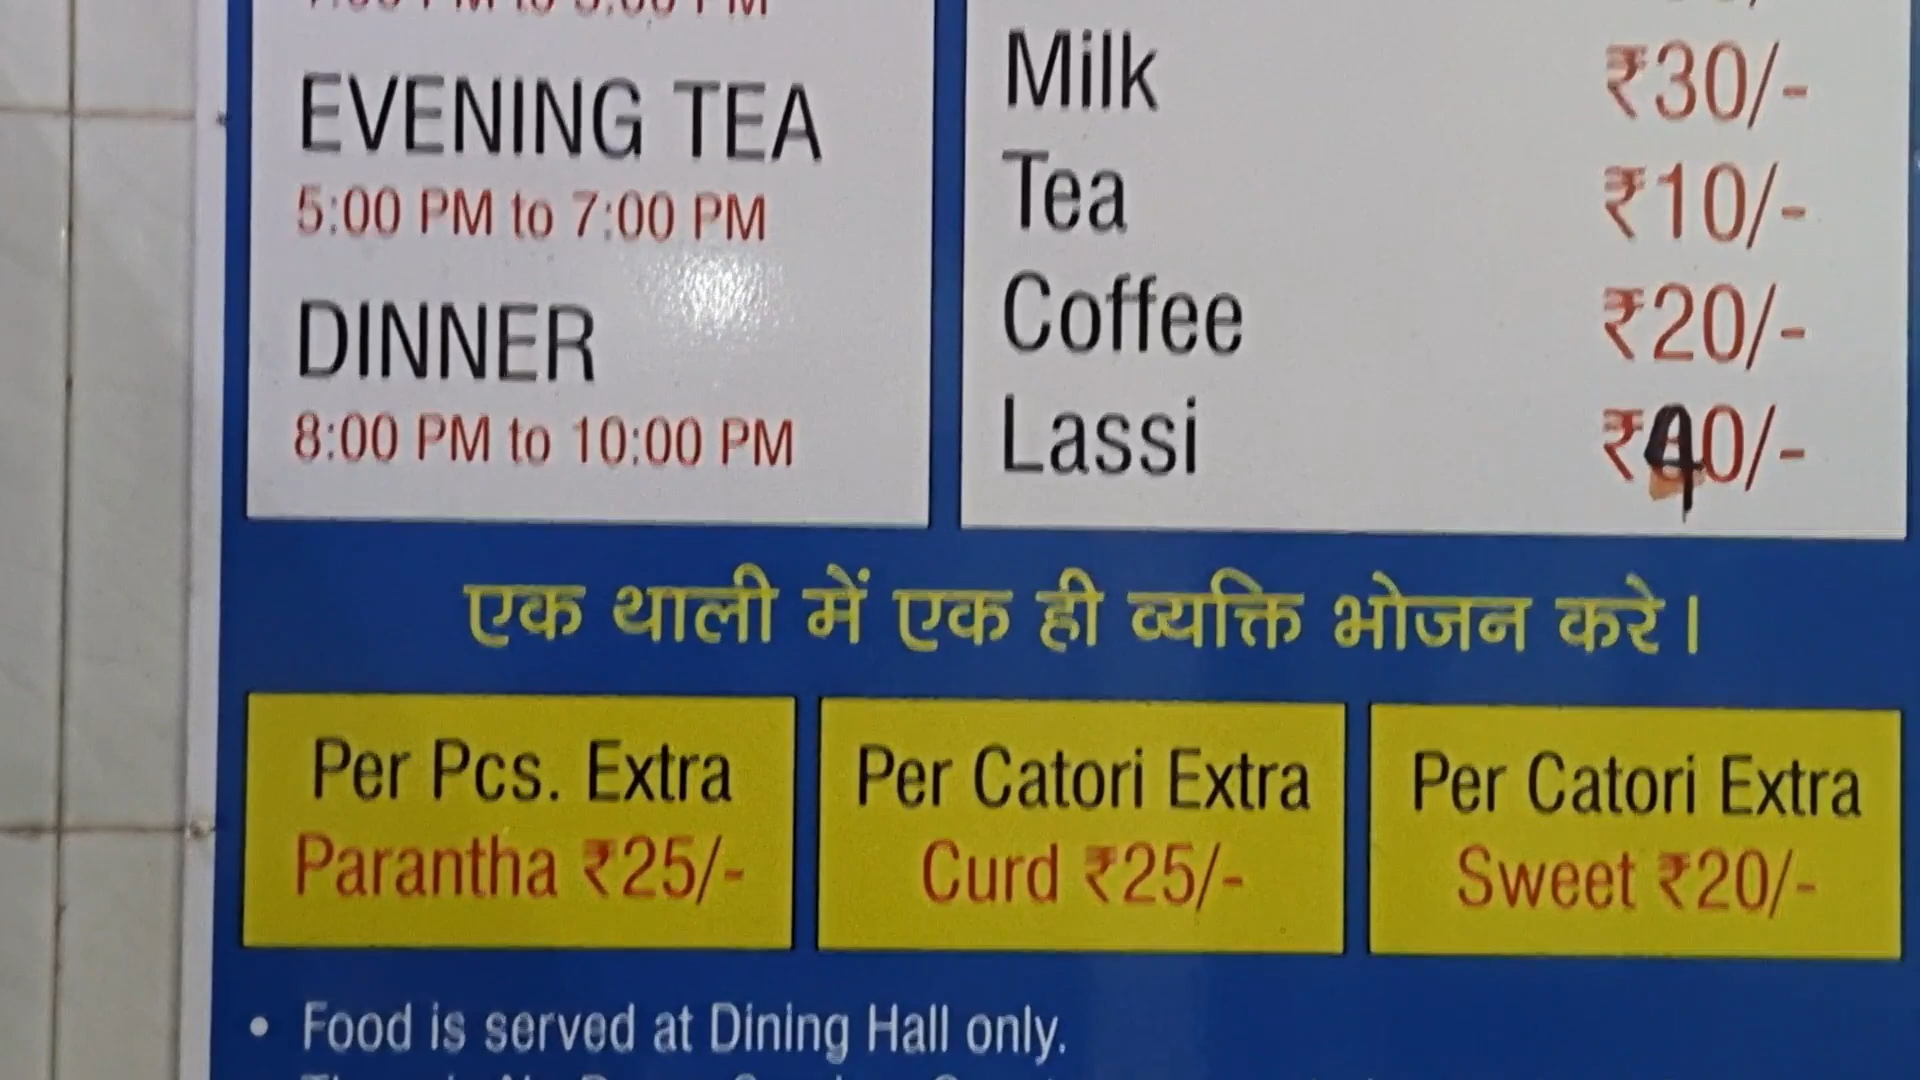 EVENING TEA
5:00 PM to 7:00 PM
DINNER
8:00 PM to 10:00 PM
Milk ₹30/-
Tea ₹10/-
Coffee ₹20/-
Lassi ₹40/-
एक थाली में एक ही व्यक्ति भोजन करे।
Per Pcs. Extra
Parantha ₹25/-
Per Catori Extra
Curd ₹25/-
Per Catori Extra
Sweet ₹20/-
• Food is served at Dining Hall only.